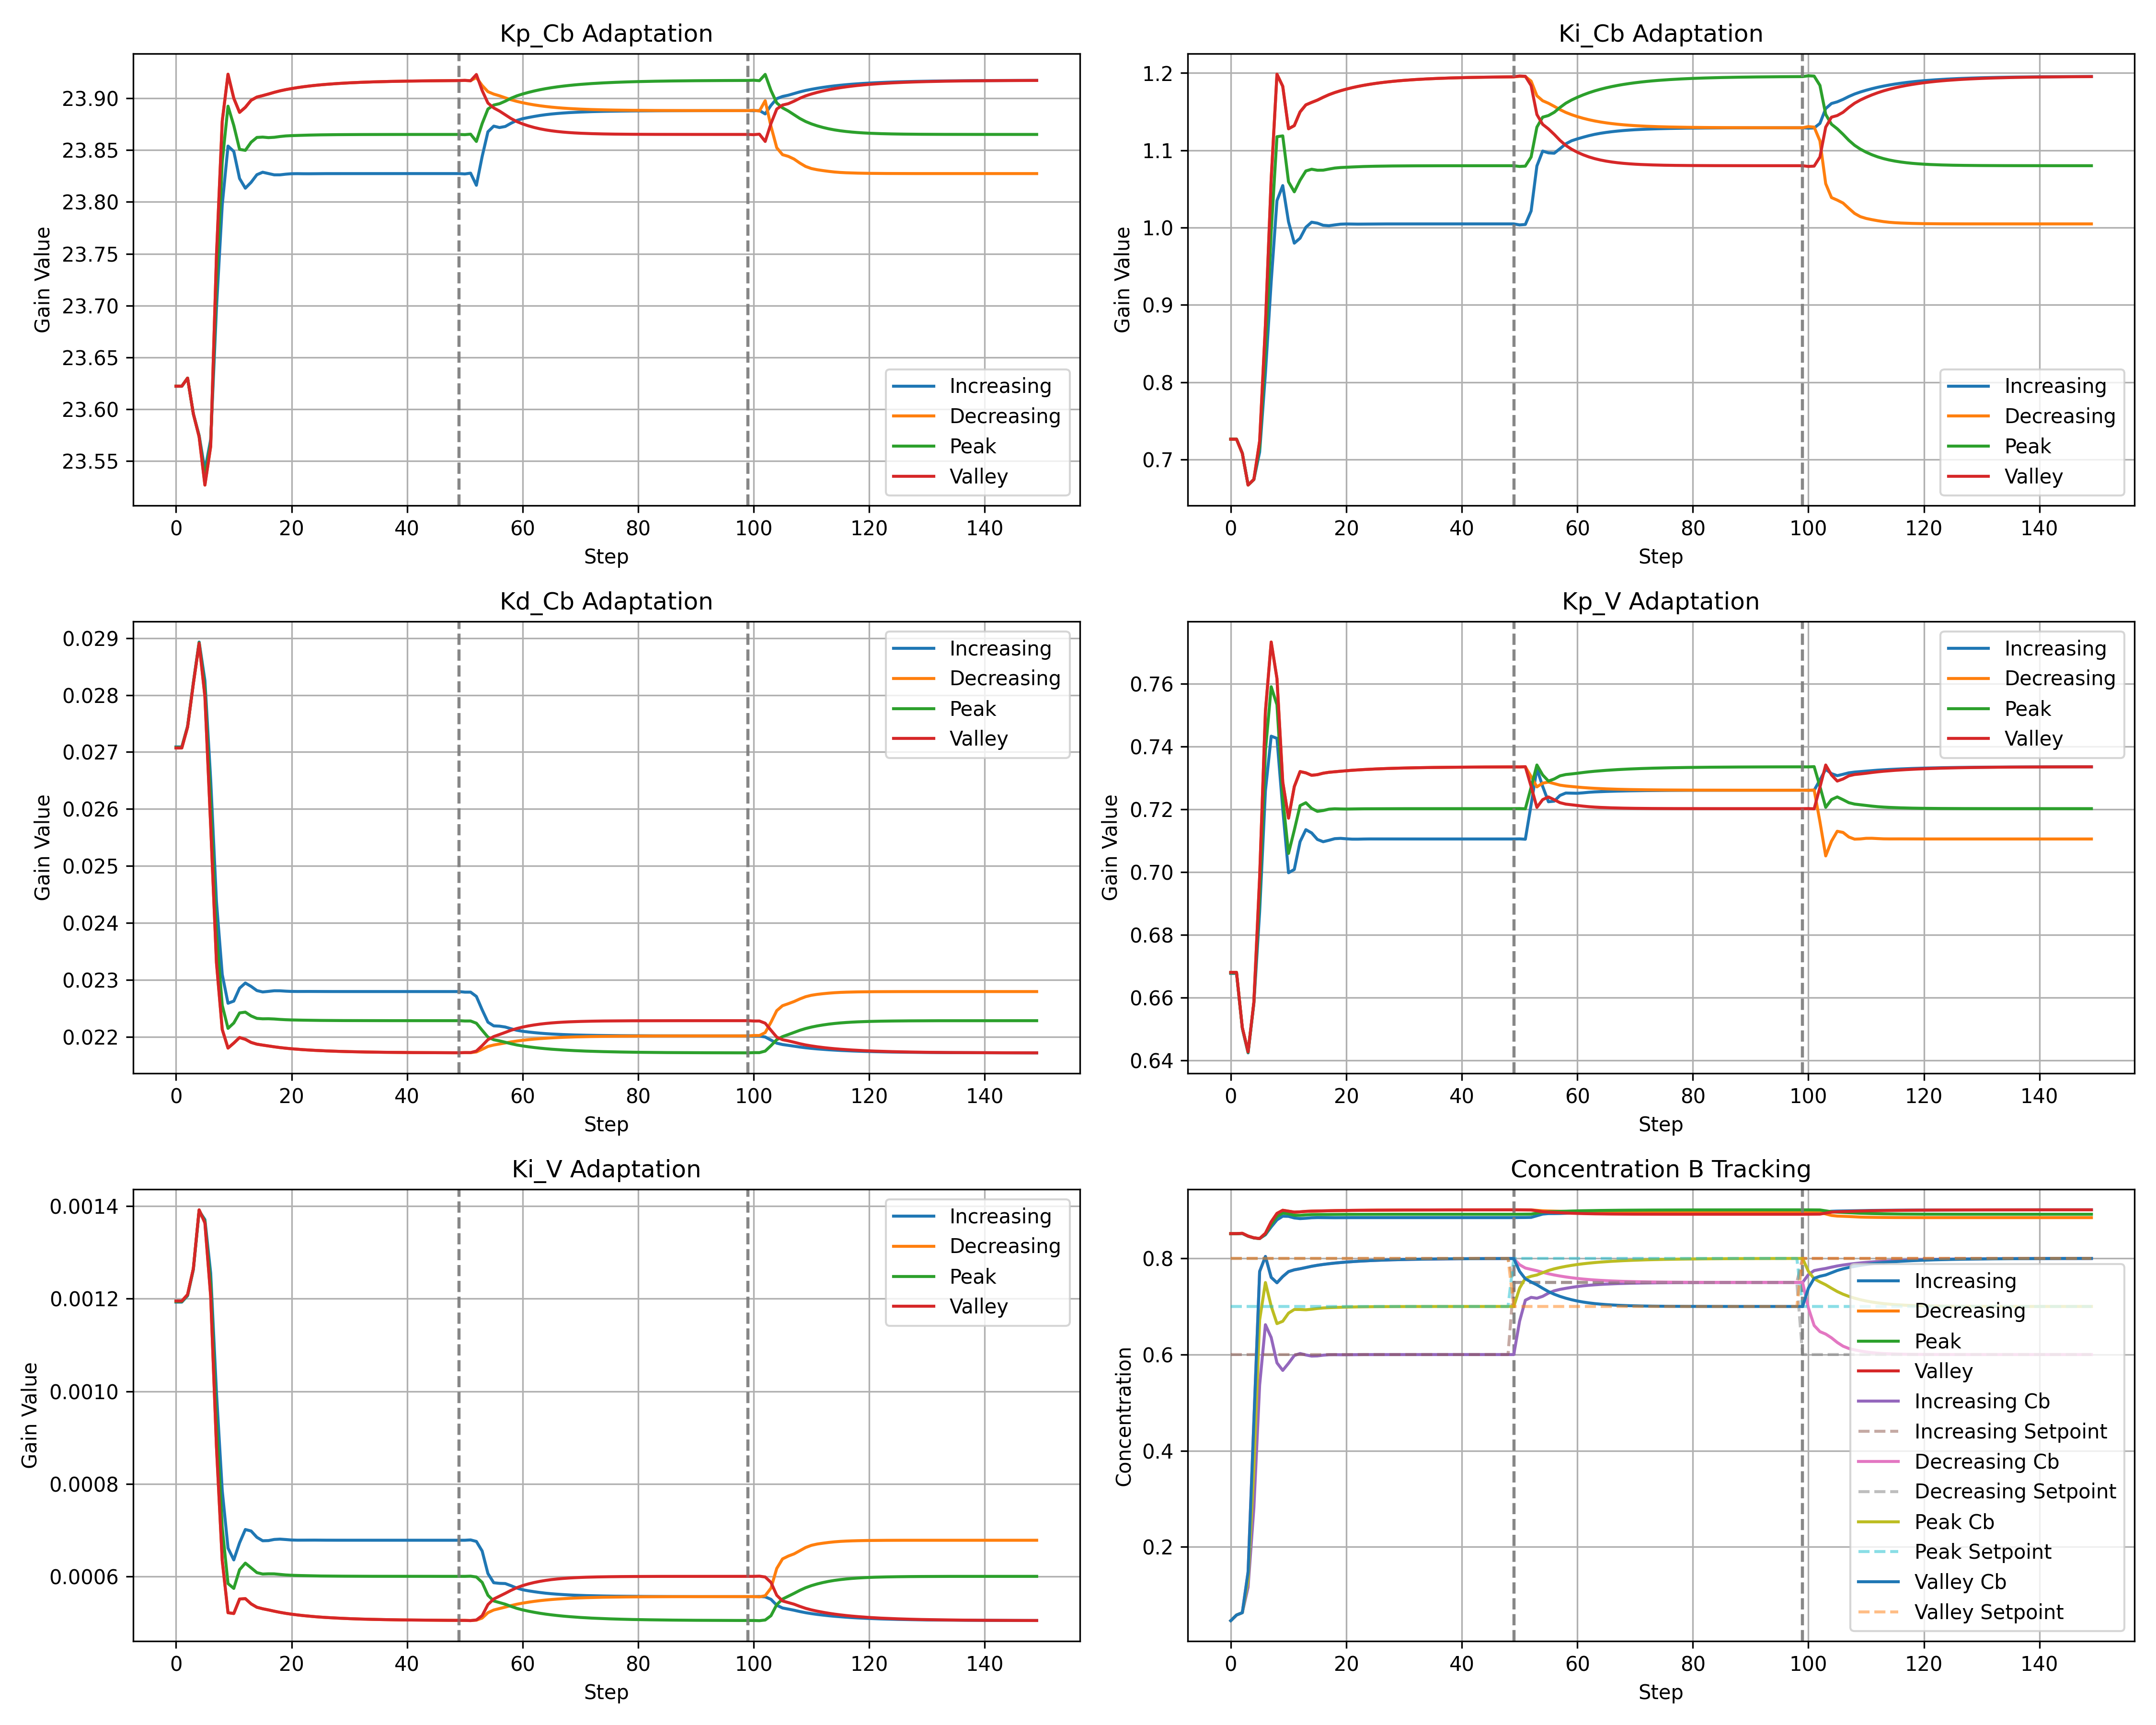 Kp_Cb Adaptation
Gain Value
23.90
23.85
23.80
23.75
23.70
23.65
23.60
23.55
0 20 40 60 80 100 120 140
Step
Increasing
Decreasing
Peak
Valley
Ki_Cb Adaptation
Gain Value
1.2
1.1
1.0
0.9
0.8
0.7
0 20 40 60 80 100 120 140
Step
Increasing
Decreasing
Peak
Valley
Kd_Cb Adaptation
Gain Value
0.029
0.028
0.027
0.026
0.025
0.024
0.023
0.022
0 20 40 60 80 100 120 140
Step
Increasing
Decreasing
Peak
Valley
Kp_V Adaptation
Gain Value
0.76
0.74
0.72
0.70
0.68
0.66
0.64
0 20 40 60 80 100 120 140
Step
Increasing
Decreasing
Peak
Valley
Ki_V Adaptation
Gain Value
0.0014
0.0012
0.0010
0.0008
0.0006
0 20 40 60 80 100 120 140
Step
Increasing
Decreasing
Peak
Valley
Concentration B Tracking
Concentration
0.8
0.6
0.4
0.2
0 20 40 60 80 100 120 140
Step
Increasing
Decreasing
Peak
Valley
Increasing Cb
Increasing Setpoint
Decreasing Cb
Decreasing Setpoint
Peak Cb
Peak Setpoint
Valley Cb
Valley Setpoint